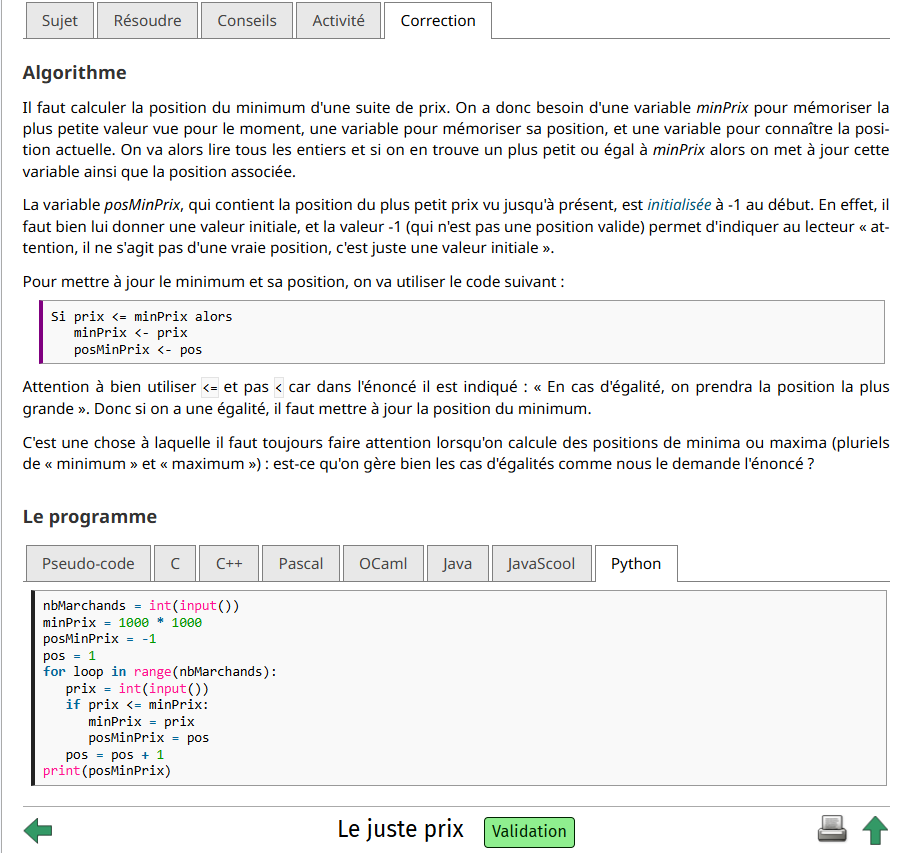 Sujet Résoudre Conseils Activité Correction
Algorithme
Il faut calculer la position du minimum d'une suite de prix. On a donc besoin d'une variable minPrix pour mémoriser la
plus petite valeur vue pour le moment, une variable pour mémoriser sa position, et une variable pour connaître la posi-
tion actuelle. On va alors lire tous les entiers et si on en trouve un plus petit ou égal à minPrix alors on met à jour cette
variable ainsi que la position associée.
La variable posMinPrix, qui contient la position du plus petit prix vu jusqu'à présent, est initialisée à -1 au début. En effet, il
faut bien lui donner une valeur initiale, et la valeur -1 (qui n'est pas une position valide) permet d'indiquer au lecteur « at-
tention, il ne s'agit pas d'une vraie position, c'est juste une valeur initiale ».
Pour mettre à jour le minimum et sa position, on va utiliser le code suivant :
Si prix <= minPrix alors
   minPrix <- prix
   posMinPrix <- pos
Attention à bien utiliser <= et pas < car dans l'énoncé il est indiqué : « En cas d'égalité, on prendra la position la plus
grande ». Donc si on a une égalité, il faut mettre à jour la position du minimum.
C'est une chose à laquelle il faut toujours faire attention lorsqu'on calcule des positions de minima ou maxima (pluriels
de « minimum » et « maximum ») : est-ce qu'on gère bien les cas d'égalités comme nous le demande l'énoncé ?
Le programme
Pseudo-code C C++ Pascal OCaml Java JavaScool Python
nbMarchands = int(input())
minPrix = 1000 * 1000
posMinPrix = -1
pos = 1
for loop in range(nbMarchands):
   prix = int(input())
   if prix <= minPrix:
      minPrix = prix
      posMinPrix = pos
   pos = pos + 1
print(posMinPrix)
Le juste prix Validation